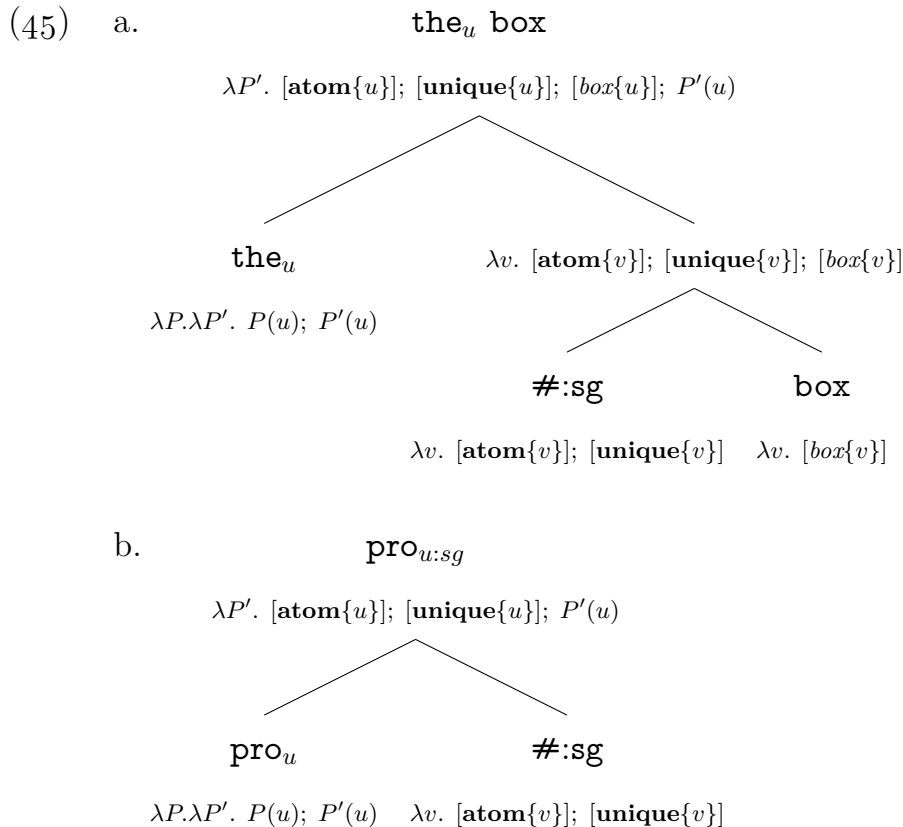 (45) a. the_u box
λP′. [atom{u}]; [unique{u}]; [box{u}]; P′(u)
the_u λv. [atom{v}]; [unique{v}]; [box{v}]
λP.λP′. P(u); P′(u)
#:sg box
λv. [atom{v}]; [unique{v}] λv. [box{v}]
b. pro_{u:sg}
λP′. [atom{u}]; [unique{u}]; P′(u)
pro_u #:sg
λP.λP′. P(u); P′(u) λv. [atom{v}]; [unique{v}]